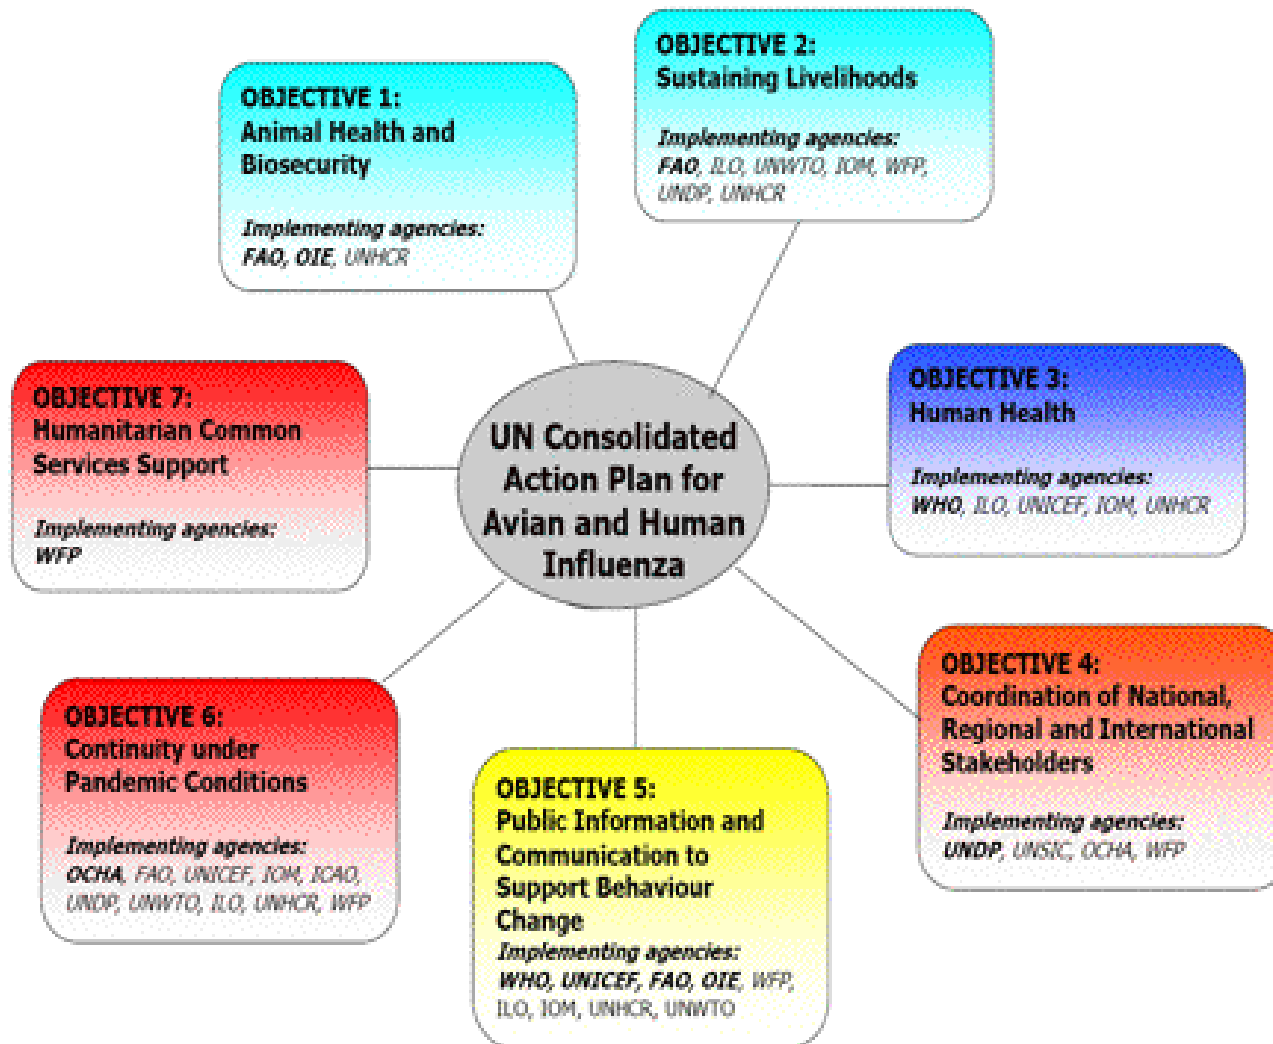 OBJECTIVE 1:
Animal Health and
Biosecurity
Implementing agencies:
FAO, OIE, UNHCR
OBJECTIVE 2:
Sustaining Livelihoods
Implementing agencies:
FAO, ILO, UNWTO, IOM, WFP,
UNDP, UNHCR
OBJECTIVE 3:
Human Health
Implementing agencies:
WHO, ILO, UNICEF, IOM, UNHCR
OBJECTIVE 7:
Humanitarian Common
Services Support
Implementing agencies:
WFP
UN Consolidated
Action Plan for
Avian and Human
Influenza
OBJECTIVE 4:
Coordination of National,
Regional and International
Stakeholders
Implementing agencies:
UNDP, UNSIC, OCHA, WFP
OBJECTIVE 6:
Continuity under
Pandemic Conditions
Implementing agencies:
OCHA, FAO, UNICEF, IOM, ICAO,
UNDP, UNWTO, ILO, UNHCR, WFP
OBJECTIVE 5:
Public Information and
Communication to
Support Behaviour
Change
Implementing agencies:
WHO, UNICEF, FAO, OIE, WFP,
ILO, IOM, UNHCR, UNWTO